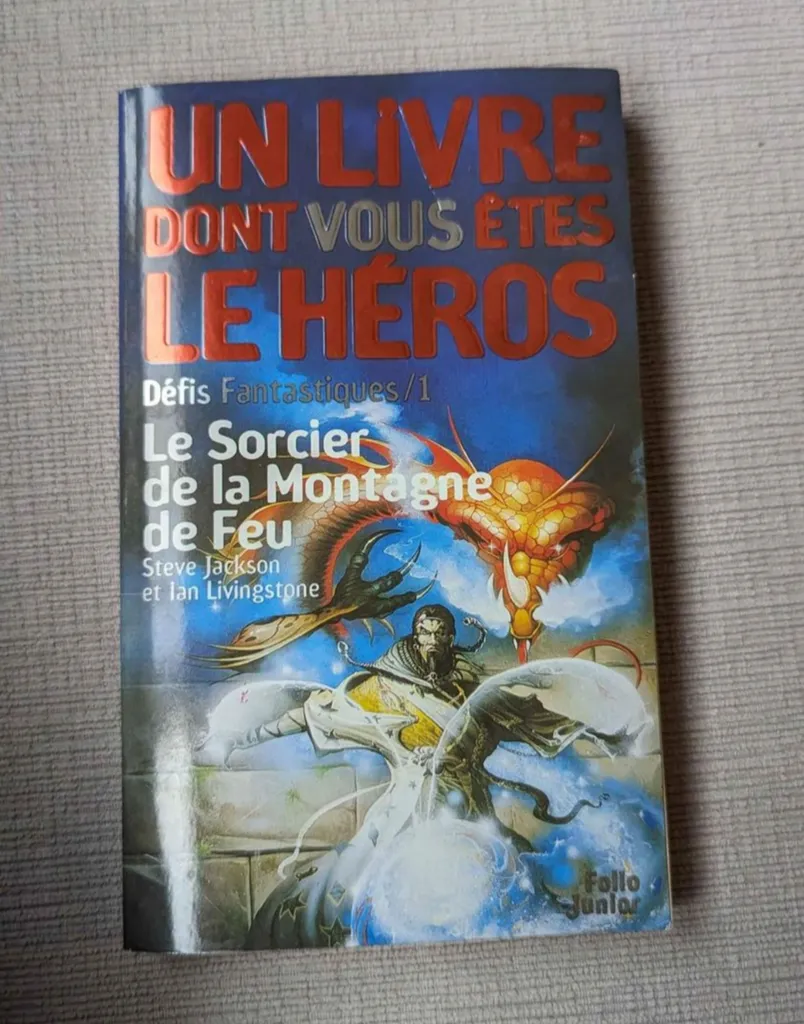 UN LIVRE
DONT VOUS ÊTES
LE HÉROS
Défis Fantastiques/1
Le Sorcier
de la Montagne
de Feu
Steve Jackson
et Ian Livingstone
Folio
Junior